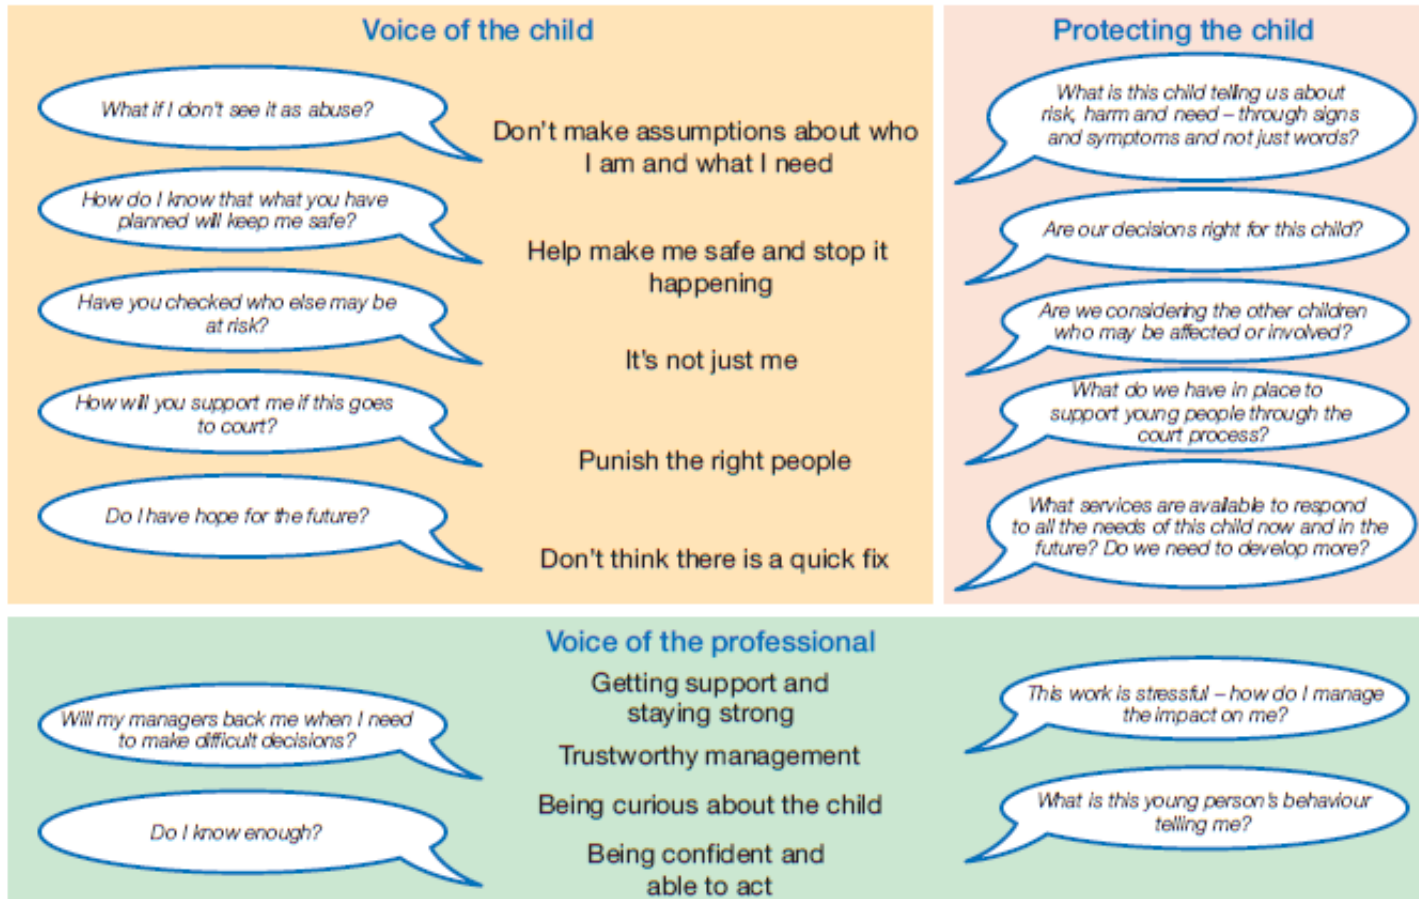 Voice of the child
What if I don't see it as abuse?
Don't make assumptions about who
I am and what I need
How do I know that what you have
planned will keep me safe?
Help make me safe and stop it
happening
Have you checked who else may be
at risk?
It's not just me
How will you support me if this goes
to court?
Punish the right people
Do I have hope for the future?
Don't think there is a quick fix
Protecting the child
What is this child telling us about
risk, harm and need – through signs
and symptoms and not just words?
Are our decisions right for this child?
Are we considering the other children
who may be affected or involved?
What do we have in place to
support young people through the
court process?
What services are available to respond
to all the needs of this child now and in the
future? Do we need to develop more?
Voice of the professional
Will my managers back me when I need
to make difficult decisions?
Do I know enough?
Getting support and
staying strong
Trustworthy management
Being curious about the child
Being confident and
able to act
This work is stressful – how do I manage
the impact on me?
What is this young person's behaviour
telling me?